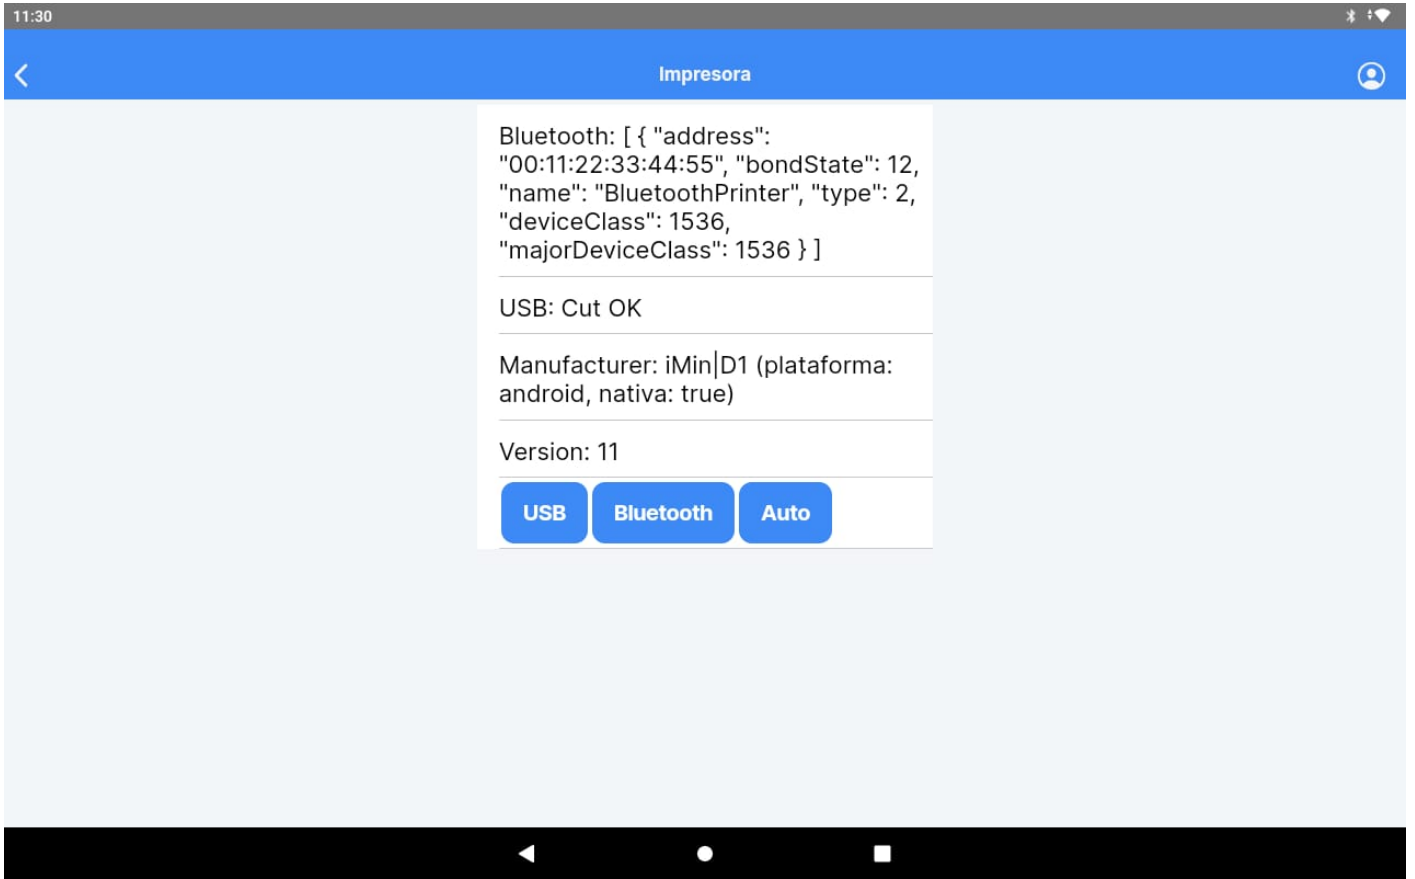 11:30
Impresora
Bluetooth: [ { "address":
"00:11:22:33:44:55", "bondState": 12,
"name": "BluetoothPrinter", "type": 2,
"deviceClass": 1536,
"majorDeviceClass": 1536 } ]
USB: Cut OK
Manufacturer: iMin|D1 (plataforma:
android, nativa: true)
Version: 11
USB Bluetooth Auto